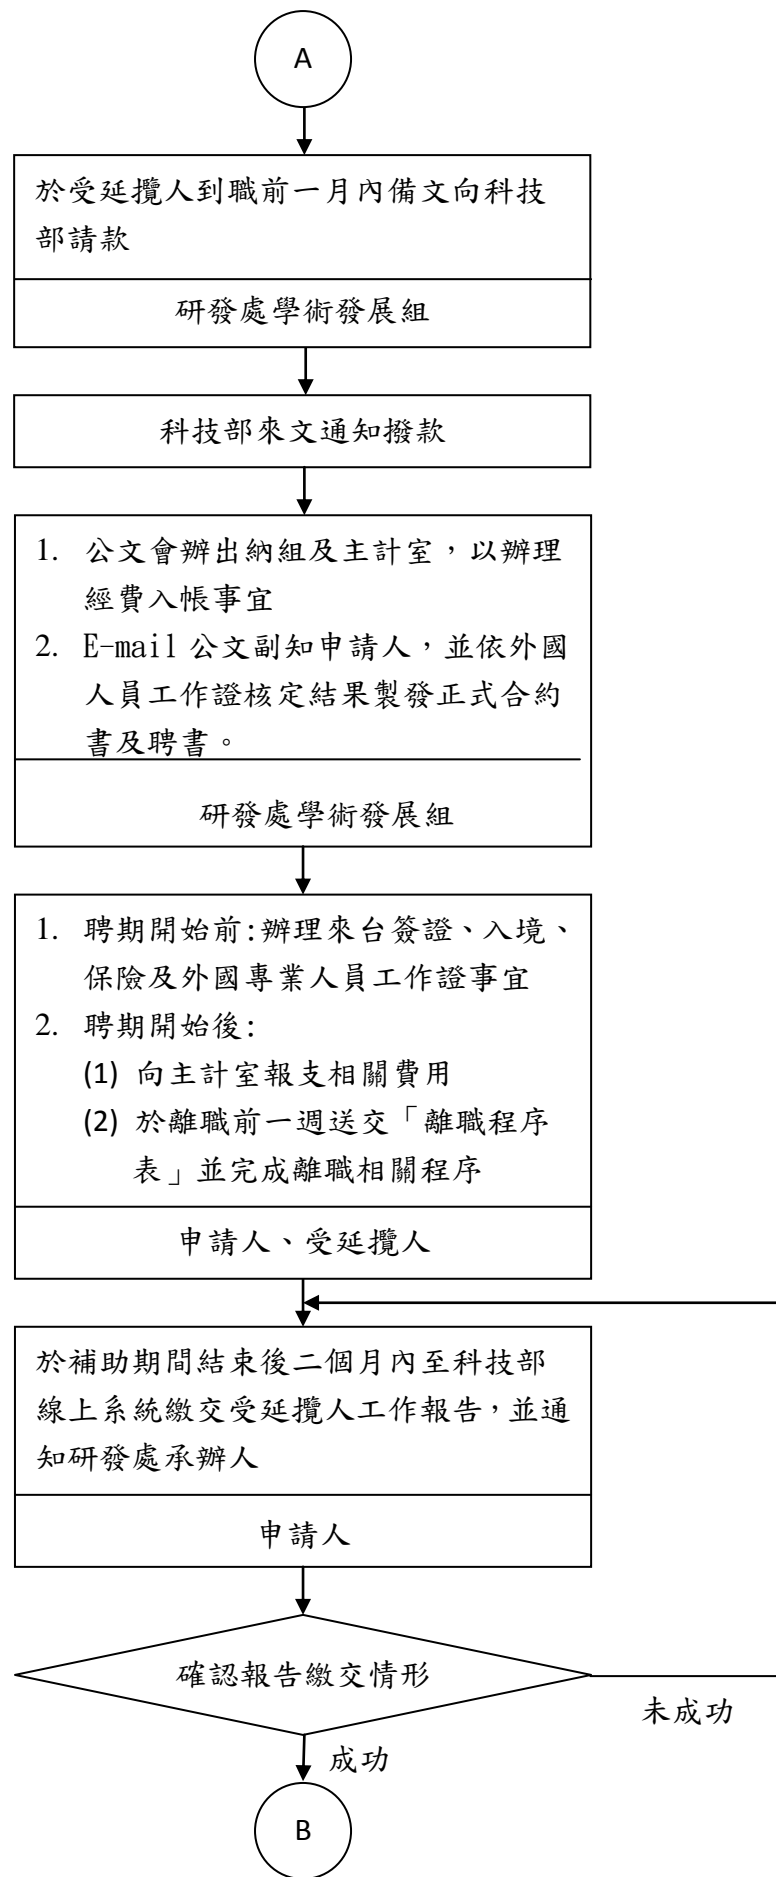 A
於受延攬人到職前一月內備文向科技
部請款
研發處學術發展組
科技部來文通知撥款
1. 公文會辦出納組及主計室，以辦理
經費入帳事宜
2. E-mail 公文副知申請人，並依外國
人員工作證核定結果製發正式合約
書及聘書。
研發處學術發展組
1. 聘期開始前:辦理來台簽證、入境、
保險及外國專業人員工作證事宜
2. 聘期開始後:
(1) 向主計室報支相關費用
(2) 於離職前一週送交「離職程序
表」並完成離職相關程序
申請人、受延攬人
於補助期間結束後二個月內至科技部
線上系統繳交受延攬人工作報告，並通
知研發處承辦人
申請人
確認報告繳交情形
未成功
成功
B